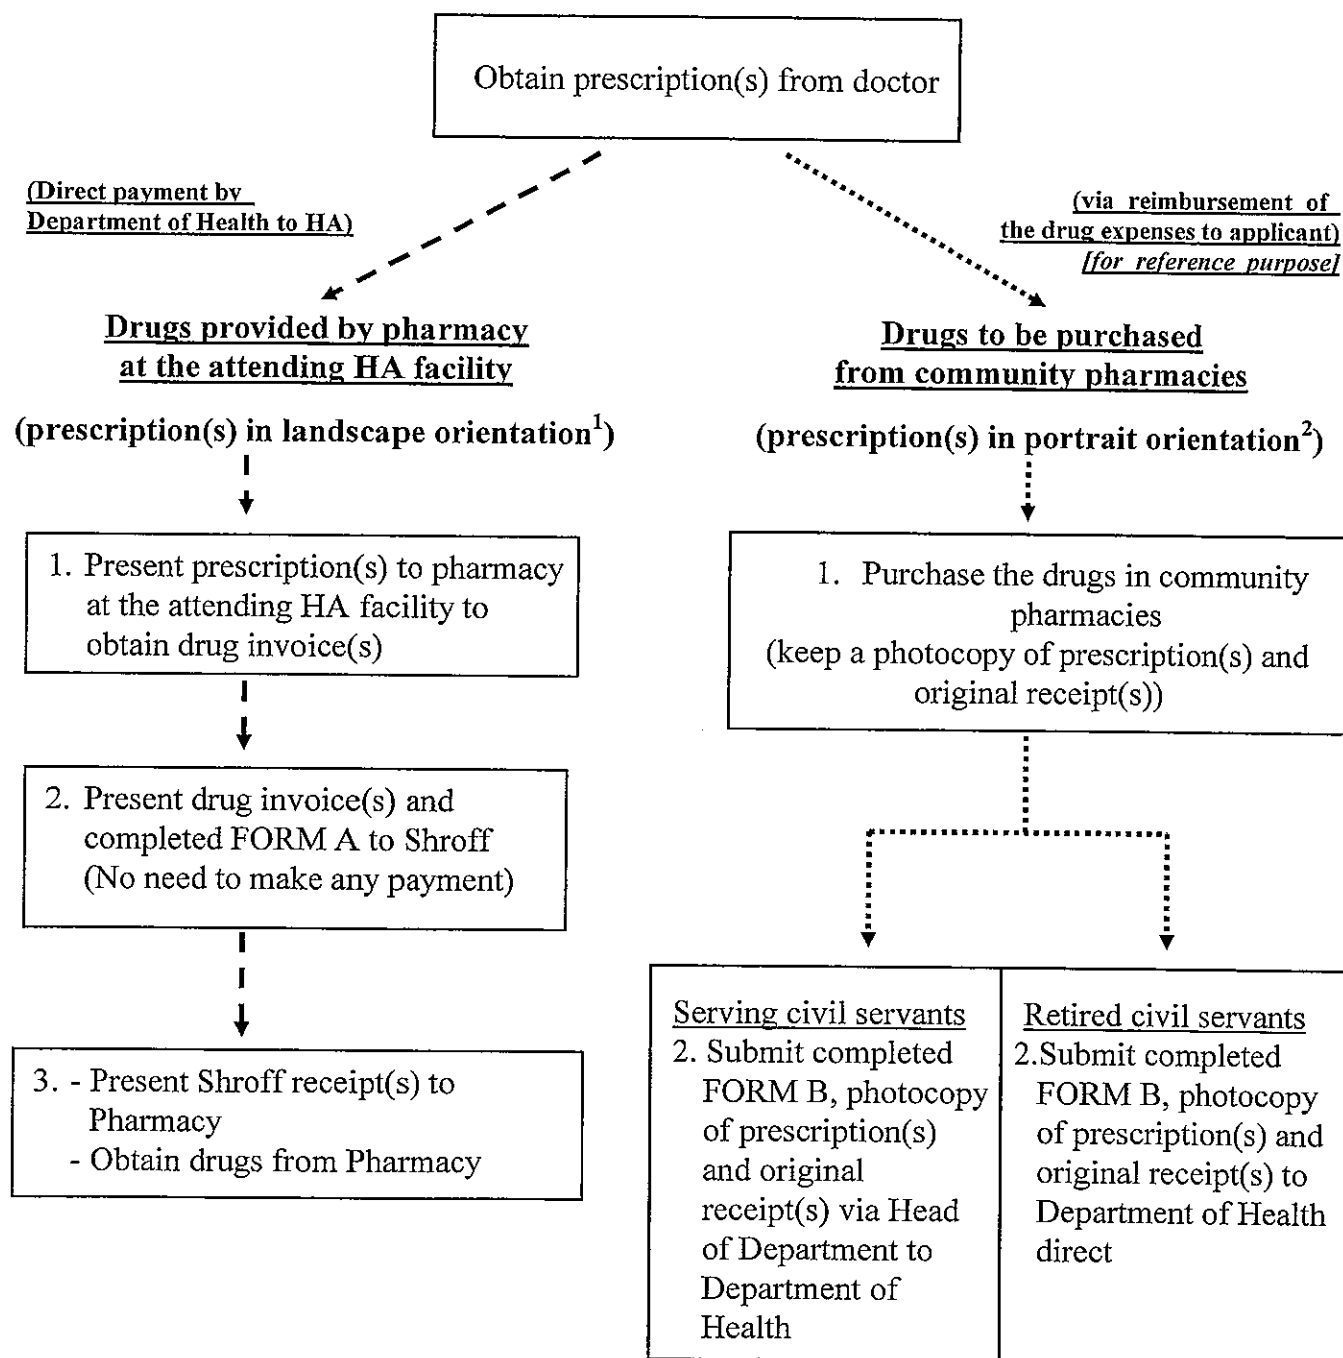 Obtain prescription(s) from doctor
(Direct payment by
Department of Health to HA)
(via reimbursement of
the drug expenses to applicant)
[for reference purpose]
Drugs provided by pharmacy
at the attending HA facility
(prescription(s) in landscape orientation¹)
Drugs to be purchased
from community pharmacies
(prescription(s) in portrait orientation²)
1. Present prescription(s) to pharmacy
at the attending HA facility to
obtain drug invoice(s)
2. Present drug invoice(s) and
completed FORM A to Shroff
(No need to make any payment)
3. - Present Shroff receipt(s) to
Pharmacy
- Obtain drugs from Pharmacy
1. Purchase the drugs in community
pharmacies
(keep a photocopy of prescription(s) and
original receipt(s))
Serving civil servants
2. Submit completed
FORM B, photocopy
of prescription(s)
and original
receipt(s) via Head
of Department to
Department of
Health
Retired civil servants
2.Submit completed
FORM B, photocopy
of prescription(s) and
original receipt(s) to
Department of Health
direct